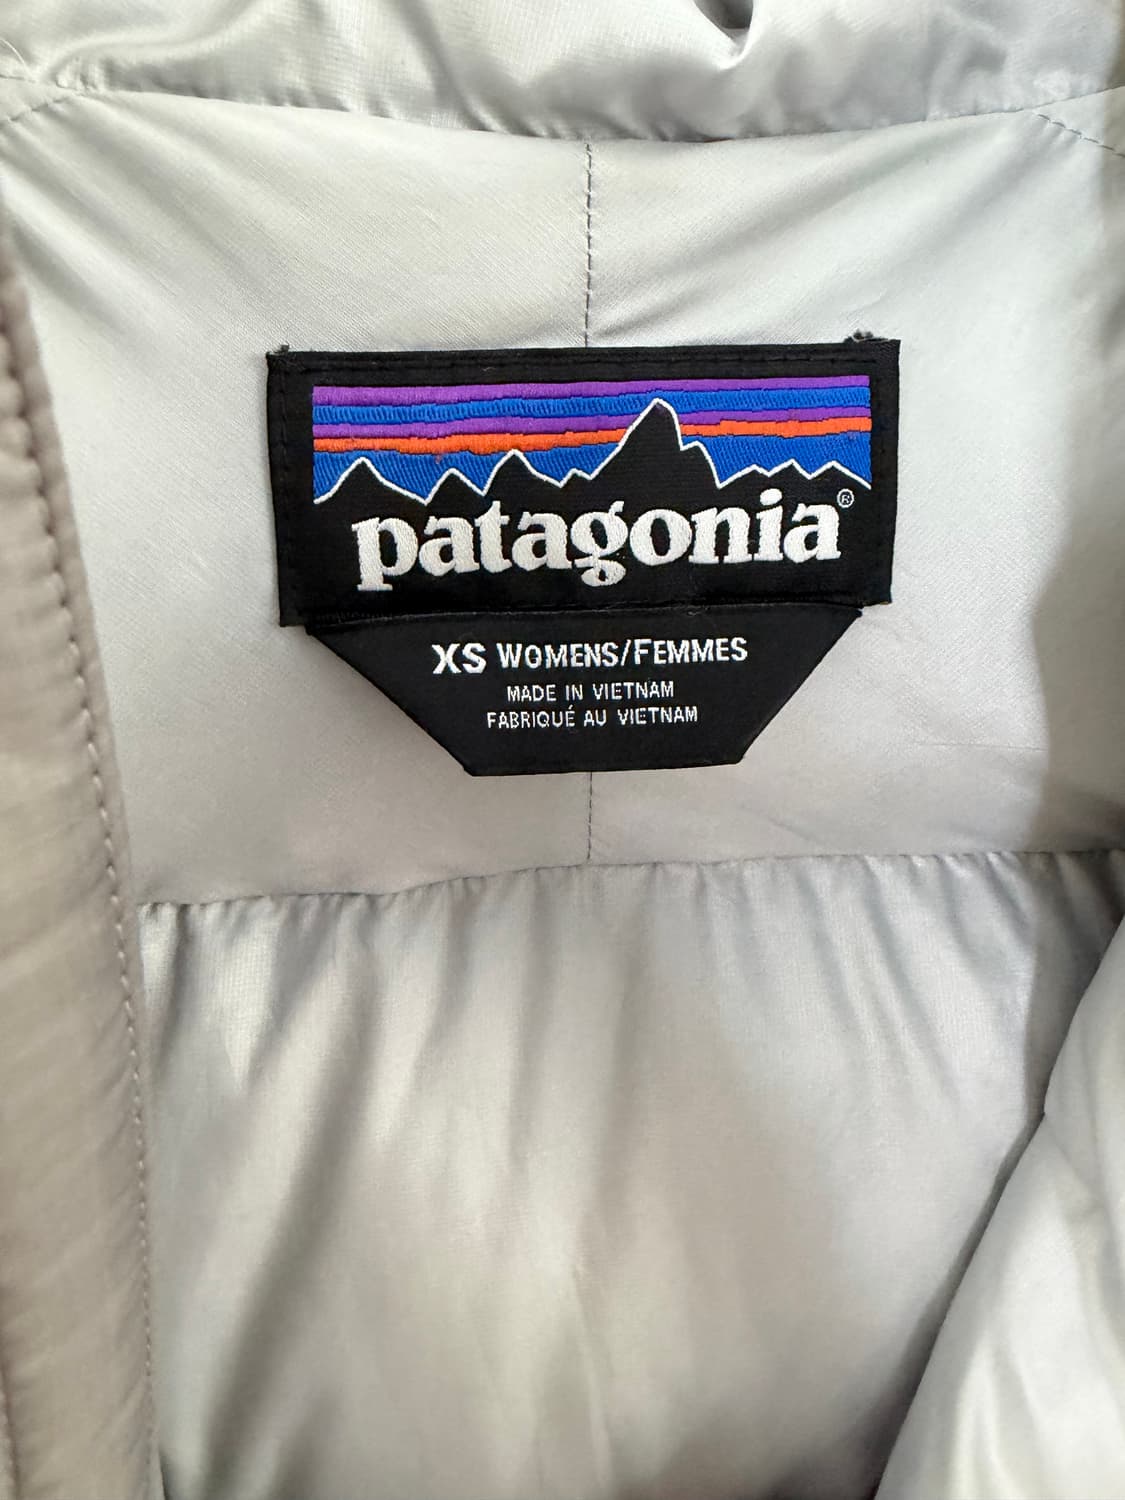 patagonia®
XS WOMENS/FEMMES
MADE IN VIETNAM
FABRIQUÉ AU VIETNAM